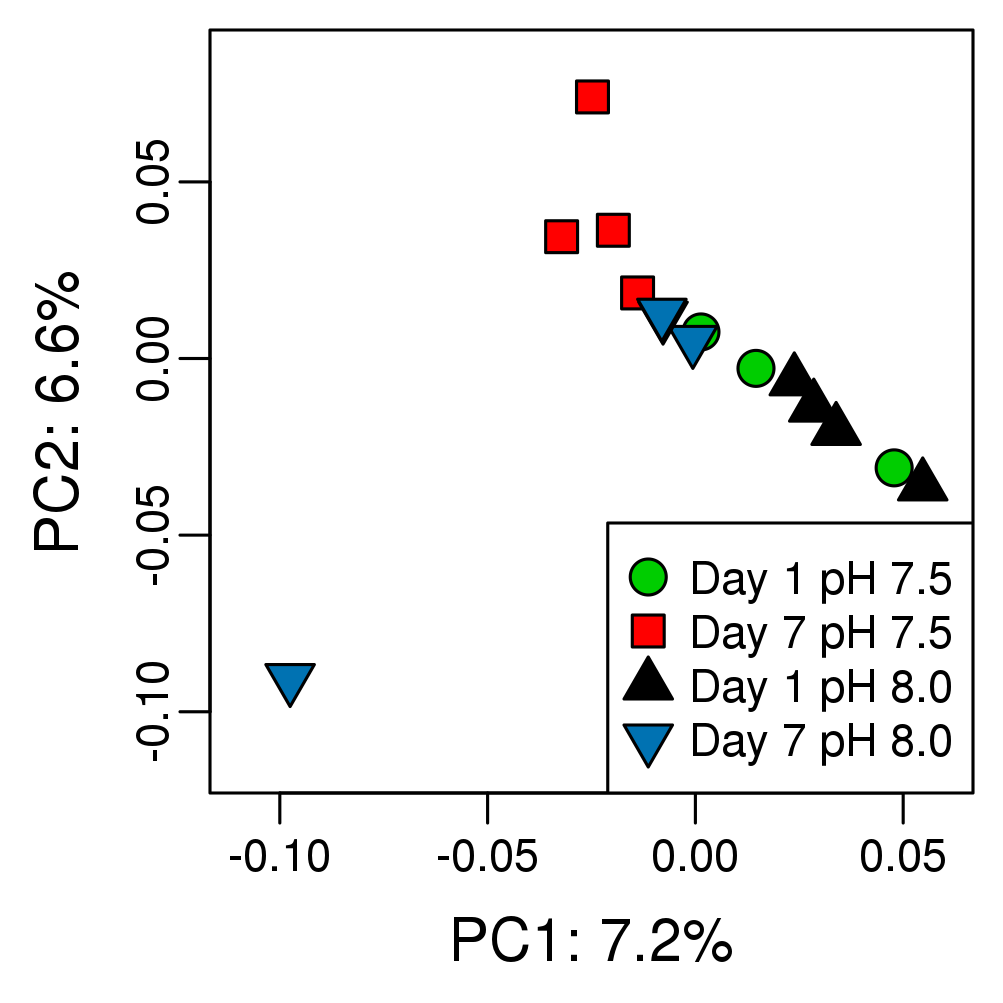 0.05
0.00
-0.05
-0.10
PC2: 6.6%
Day 1 pH 7.5
Day 7 pH 7.5
Day 1 pH 8.0
Day 7 pH 8.0
-0.10 -0.05 0.00 0.05
PC1: 7.2%